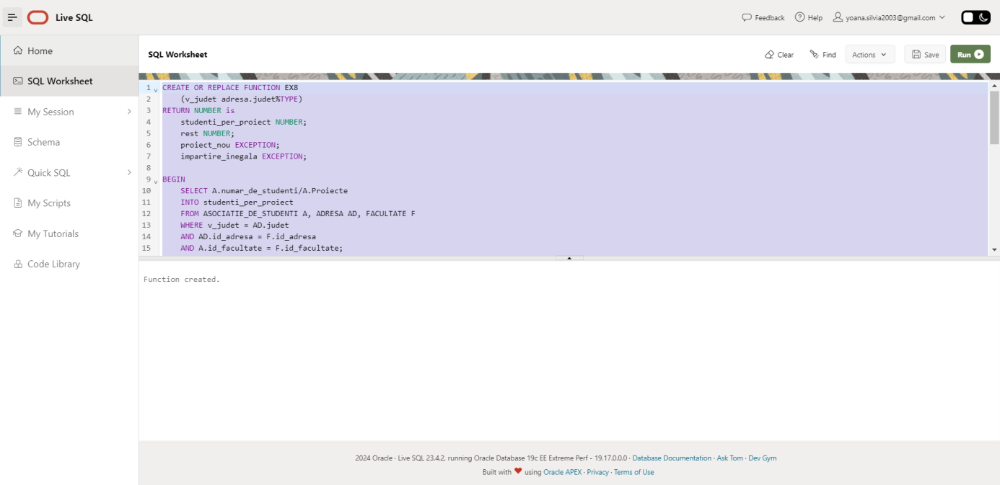 Live SQL
Feedback
Help
yoana.silvia2003@gmail.com
Home
SQL Worksheet
My Session
Schema
Quick SQL
My Scripts
My Tutorials
Code Library
SQL Worksheet
Clear
Find
Actions
Save
Run
1 CREATE OR REPLACE FUNCTION EX8
2 (v_judet adresa.judet%TYPE)
3 RETURN NUMBER is
4 studenti_per_proiect NUMBER;
5 rest NUMBER;
6 proiect_nou EXCEPTION;
7 impartire_inegala EXCEPTION;
8
9 BEGIN
10 SELECT A.numar_de_studenti/A.Proiecte
11 INTO studenti_per_proiect
12 FROM ASOCIATIE_DE_STUDENTI A, ADRESA AD, FACULTATE F
13 WHERE v_judet = AD.judet
14 AND AD.id_adresa = F.id_adresa
15 AND A.id_facultate = F.id_facultate;
Function created.
2024 Oracle · Live SQL 23.4.2, running Oracle Database 19c EE Extreme Perf - 19.17.0.0.0 · Database Documentation · Ask Tom · Dev Gym
Built with ❤ using Oracle APEX · Privacy · Terms of Use